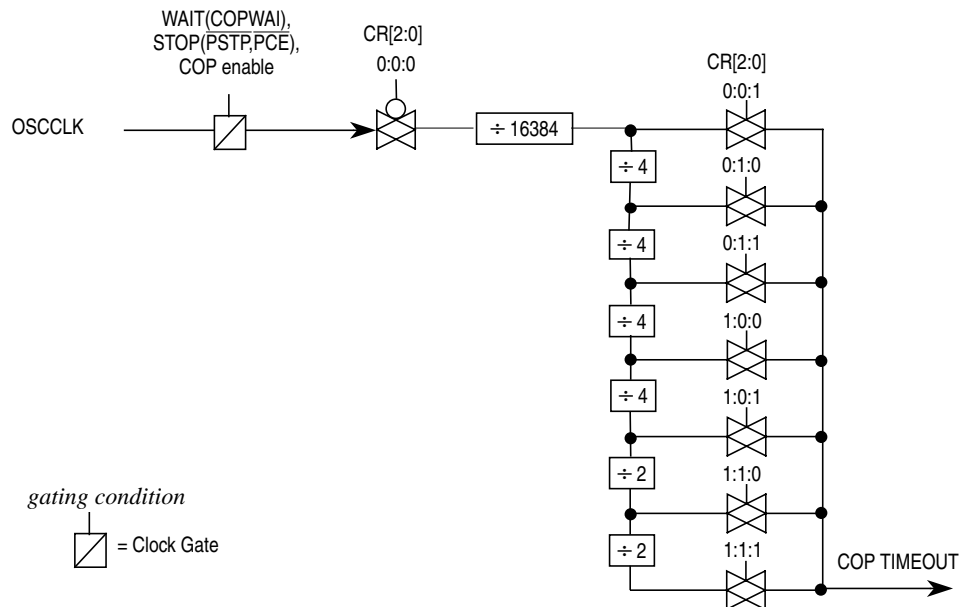 WAIT(COPWAI),
STOP(PSTP,PCE),
COP enable
CR[2:0]
0:0:0
CR[2:0]
0:0:1
OSCCLK
÷ 16384
÷ 4
0:1:0
÷ 4
0:1:1
÷ 4
1:0:0
÷ 4
1:0:1
÷ 2
1:1:0
÷ 2
1:1:1
gating condition
= Clock Gate
COP TIMEOUT